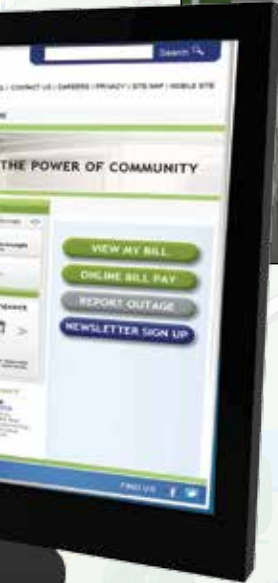 Search
CONTACT US | CAREERS | PRIVACY | SITE MAP | MOBILE SITE
THE POWER OF COMMUNITY
VIEW MY BILL
ONLINE BILL PAY
REPORT OUTAGE
NEWSLETTER SIGN UP
FIND US